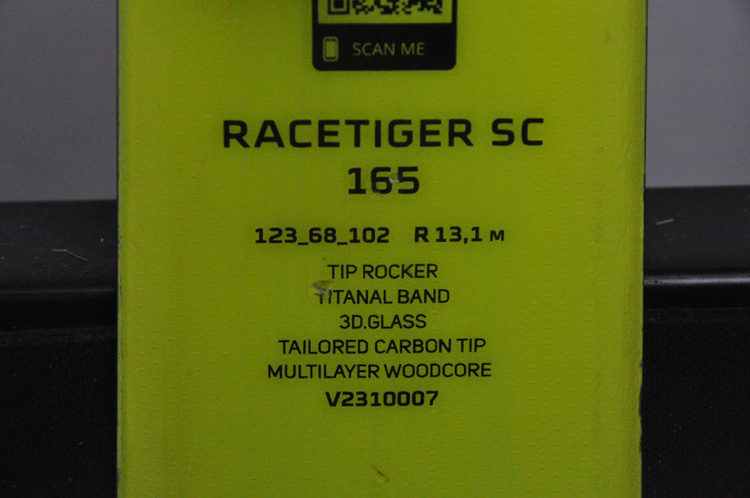 SCAN ME
RACETIGER SC
165
123_68_102 R 13,1 M
TIP ROCKER
TITANAL BAND
3D.GLASS
TAILORED CARBON TIP
MULTILAYER WOODCORE
V2310007